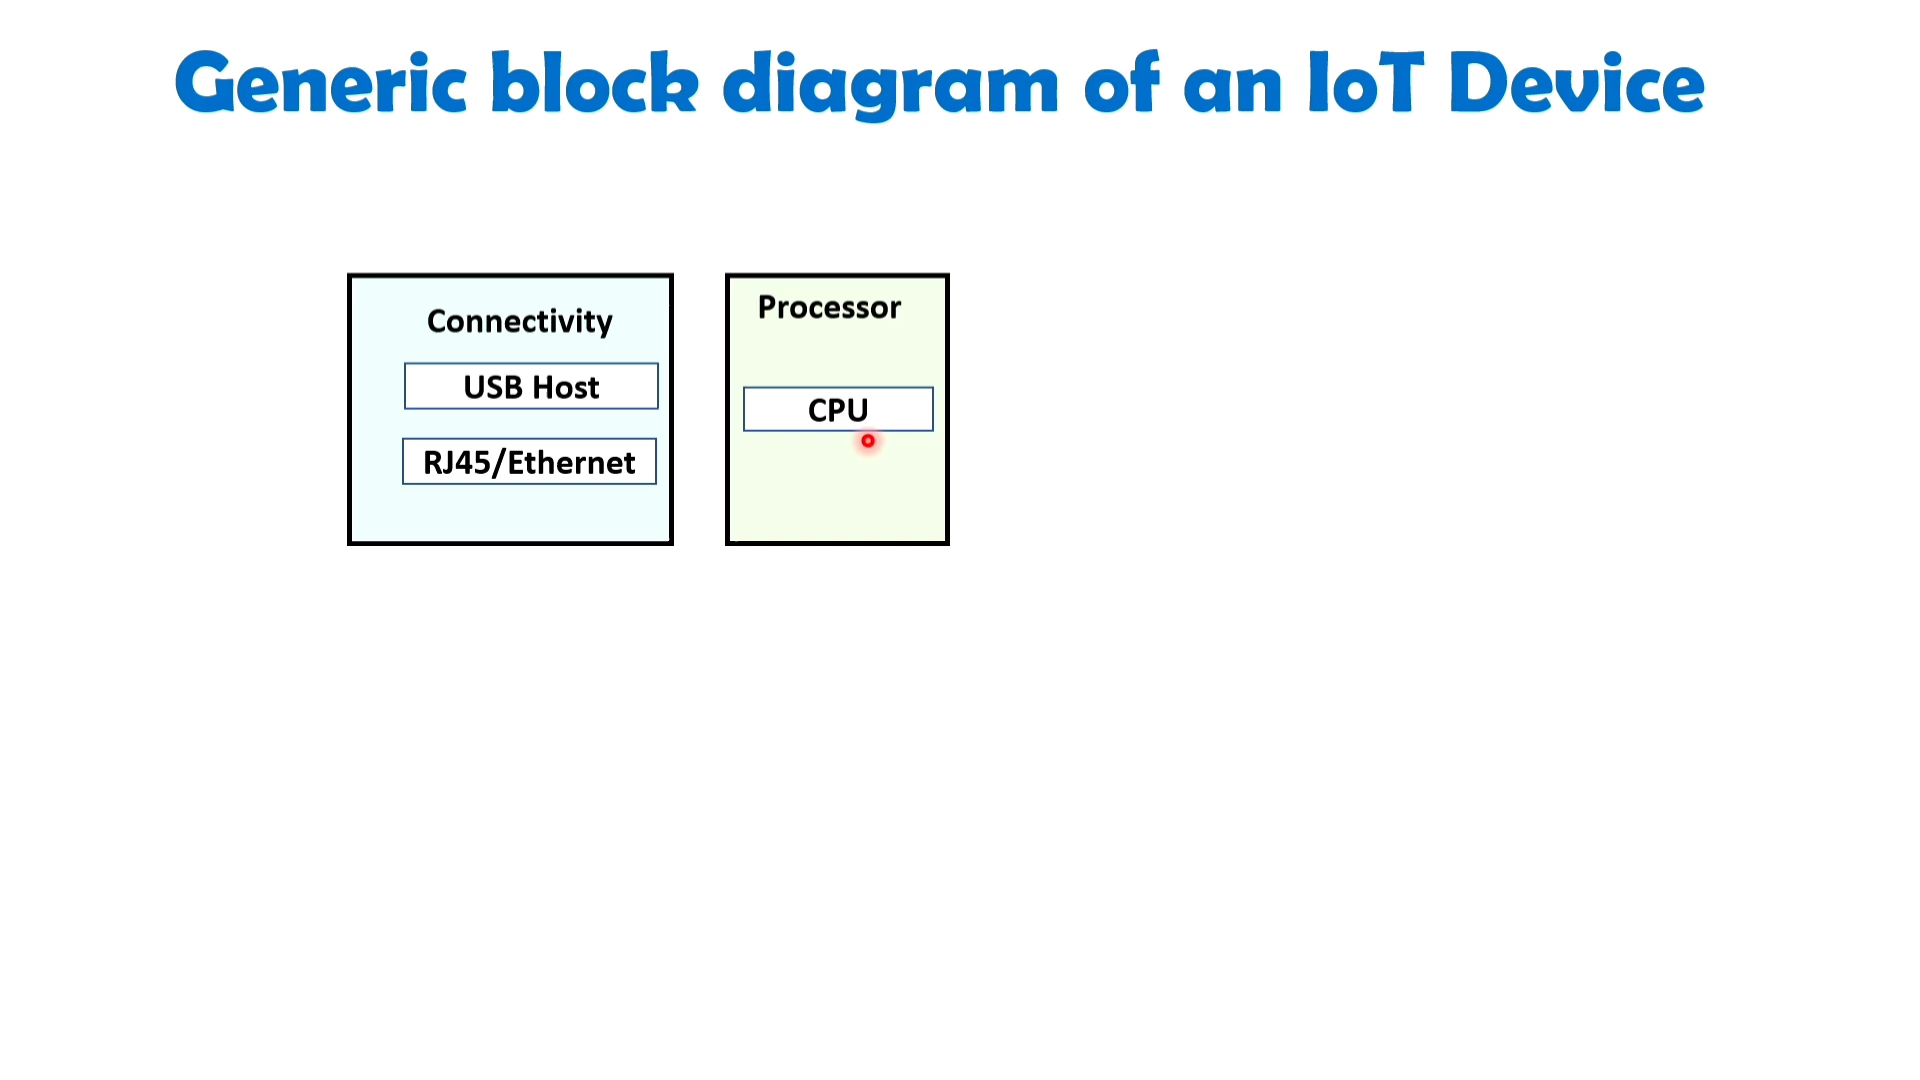 Generic block diagram of an IoT Device
Connectivity
USB Host
RJ45/Ethernet
Processor
CPU